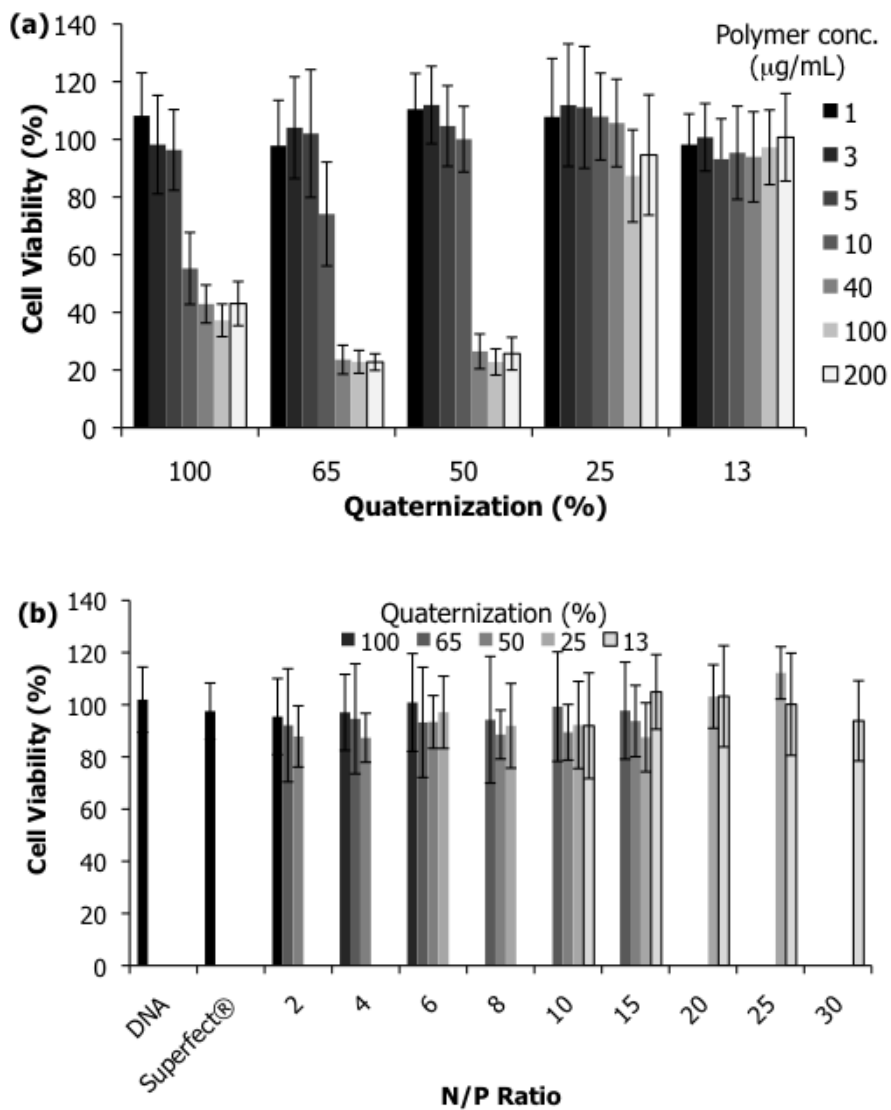 (a)
140
120
100
80
60
40
20
0
Cell Viability (%)
Polymer conc.
(μg/mL)
1
3
5
10
40
100
200
100 65 50 25 13
Quaternization (%)
(b)
140
120
100
80
60
40
20
0
Cell Viability (%)
Quaternization (%)
100 65 50 25 13
DNA Superfect® 2 4 6 8 10 15 20 25 30
N/P Ratio